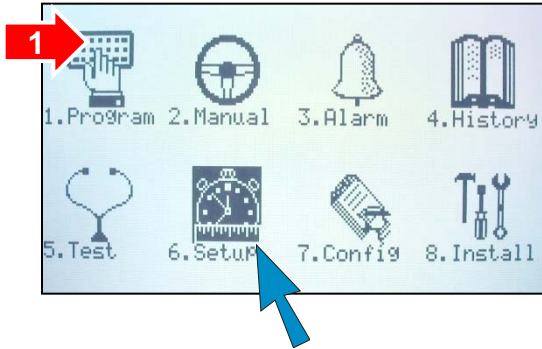 1
1.Program 2.Manual 3.Alarm 4.History
5.Test 6.Setup 7.Config 8.Install